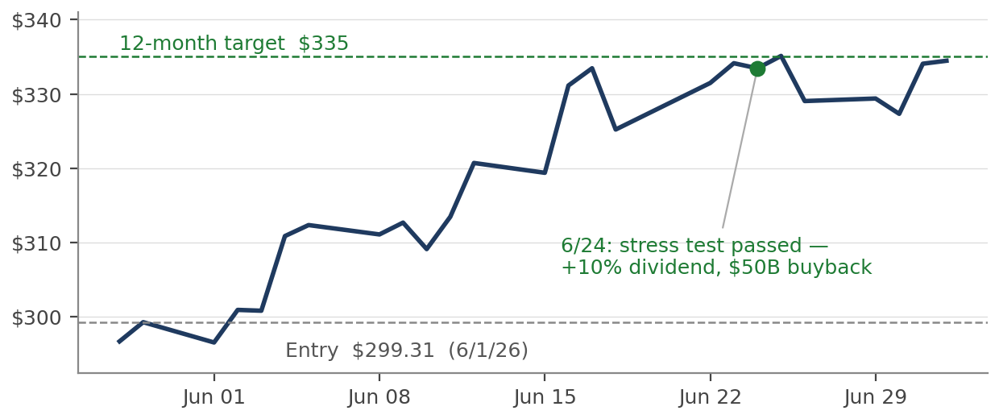 $340
12-month target  $335
$330
$320
$310
6/24: stress test passed —
+10% dividend, $50B buyback
$300
Entry  $299.31  (6/1/26)
Jun 01
Jun 08
Jun 15
Jun 22
Jun 29